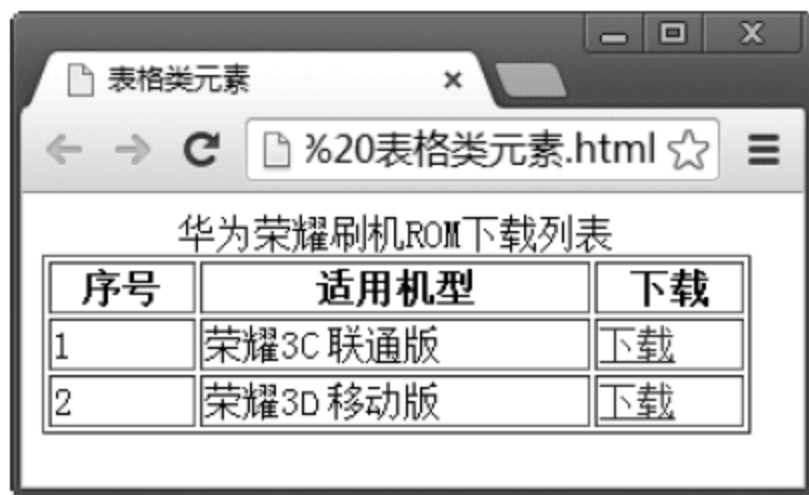 表格类元素
%20表格类元素.html
华为荣耀刷机ROM下载列表
序号 适用机型 下载
1 荣耀3C 联通版 下载
2 荣耀3D 移动版 下载